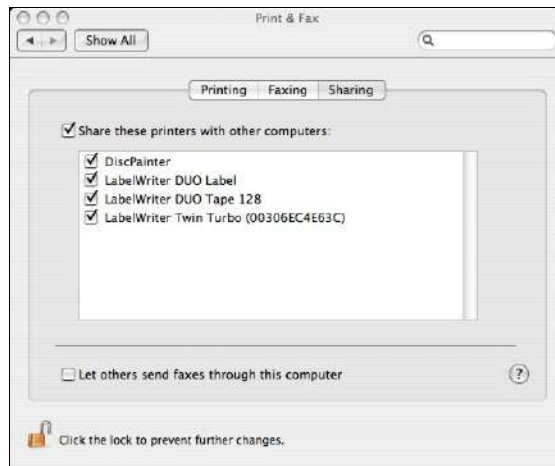 Print & Fax
Show All
Printing Faxing Sharing
Share these printers with other computers:
DiscPainter
LabelWriter DUO Label
LabelWriter DUO Tape 128
LabelWriter Twin Turbo (00306EC4E63C)
Let others send faxes through this computer
?
Click the lock to prevent further changes.